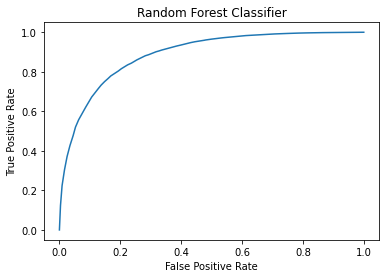 Random Forest Classifier
1.0
0.8
0.6
0.4
0.2
0.0
True Positive Rate
0.0 0.2 0.4 0.6 0.8 1.0
False Positive Rate